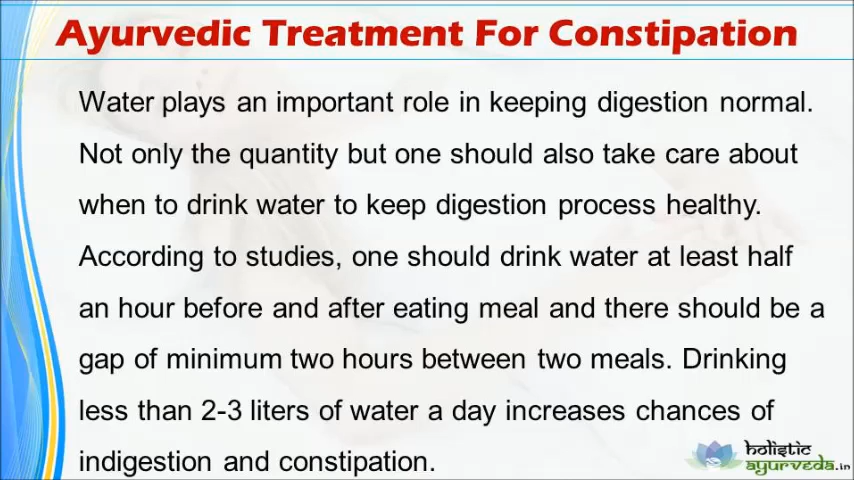 Ayurvedic Treatment For Constipation
Water plays an important role in keeping digestion normal.
Not only the quantity but one should also take care about
when to drink water to keep digestion process healthy.
According to studies, one should drink water at least half
an hour before and after eating meal and there should be a
gap of minimum two hours between two meals. Drinking
less than 2-3 liters of water a day increases chances of
indigestion and constipation.
holistic
ayurveda.in